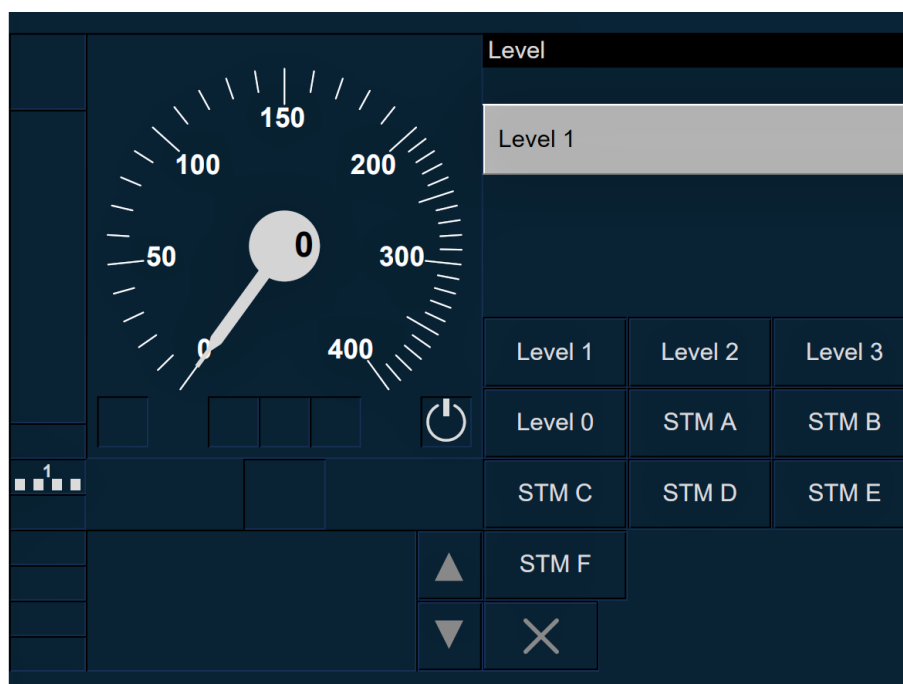 Level
150
Level 1
100
200
50
0
300
0
400
Level 1
Level 2
Level 3
Level 0
STM A
STM B
1
STM C
STM D
STM E
STM F